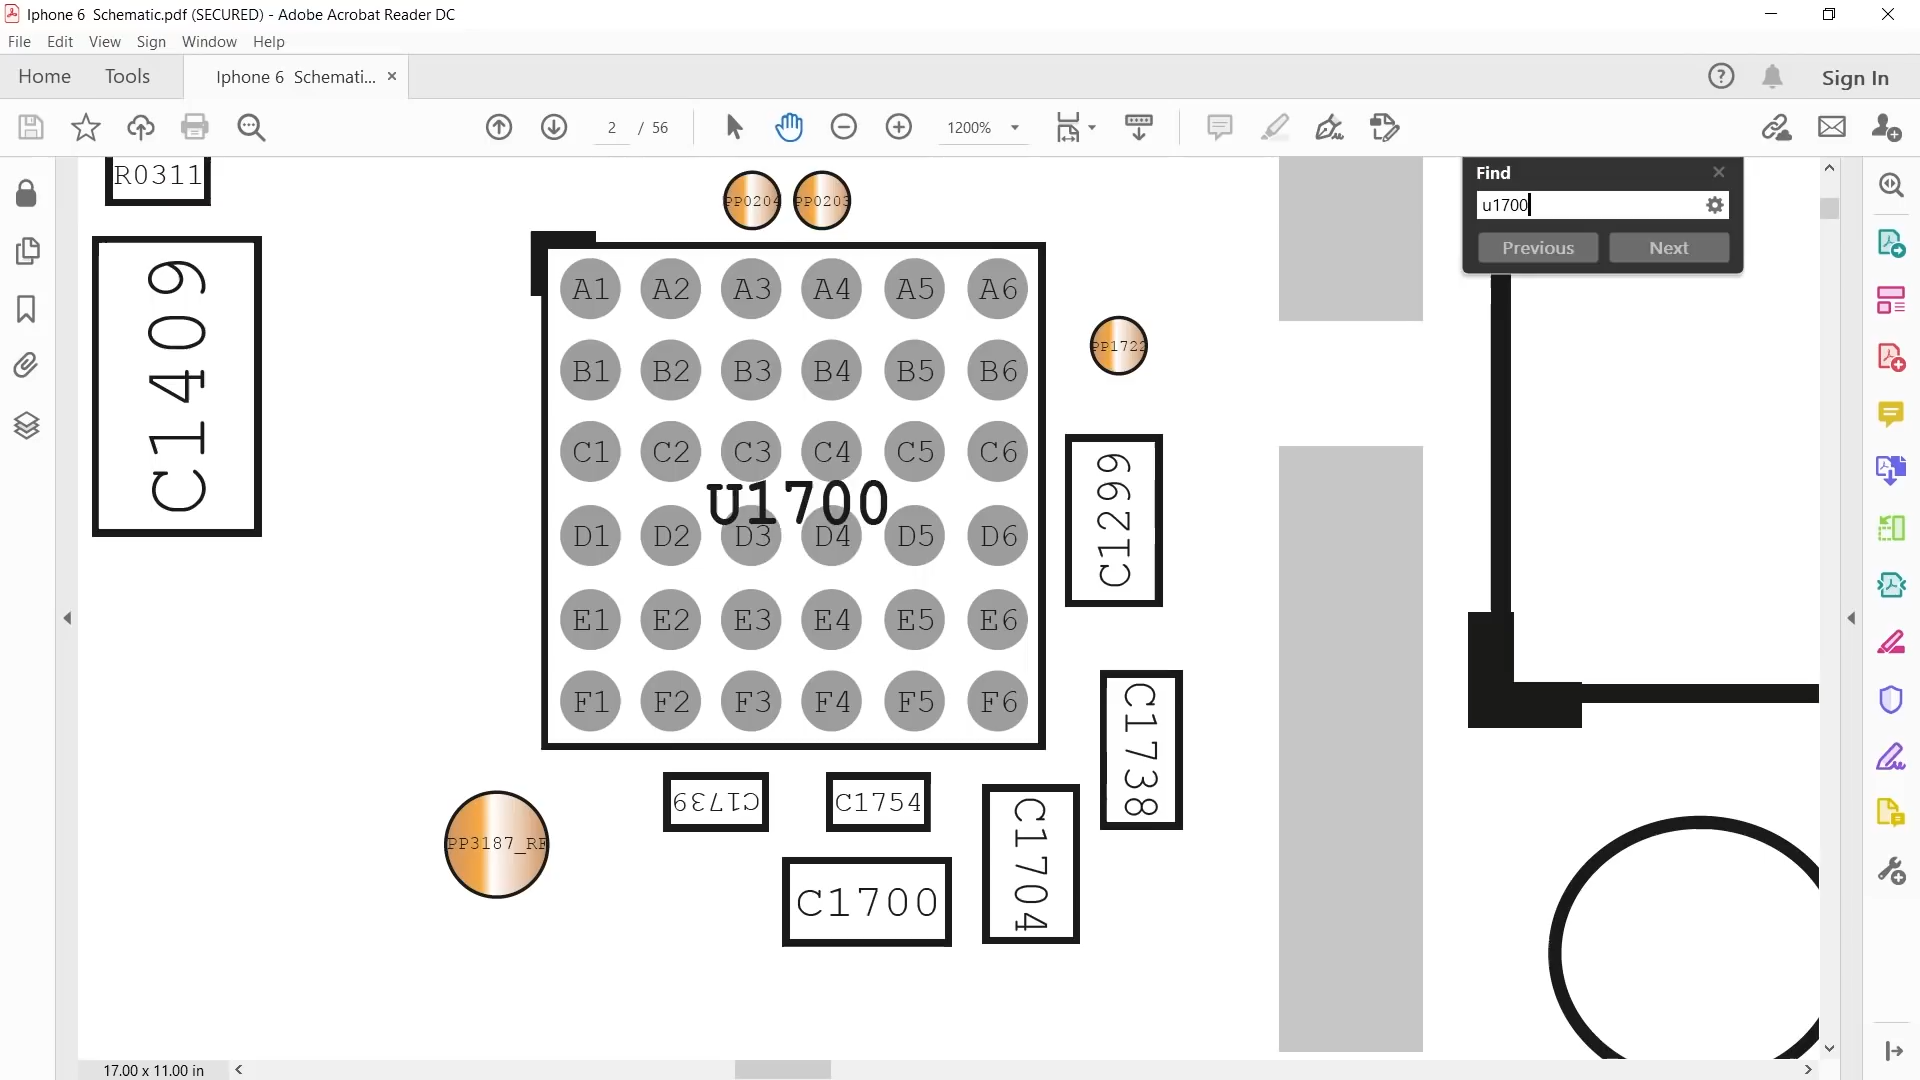 Iphone 6  Schematic.pdf (SECURED) - Adobe Acrobat Reader DC
File Edit View Sign Window Help
Home Tools Iphone 6  Schemati... × Sign In
2 / 56 1200%
Find
u1700
Previous Next
R0311
PP0204 PP0203
C1409
A1 A2 A3 A4 A5 A6
PP1722
B1 B2 B3 B4 B5 B6
C1 C2 C3 C4 C5 C6
U1700
C1299
D1 D2 D3 D4 D5 D6
E1 E2 E3 E4 E5 E6
F1 F2 F3 F4 F5 F6
C1738
C1739 C1754
C1704
PP3187_RF
C1700
17.00 x 11.00 in